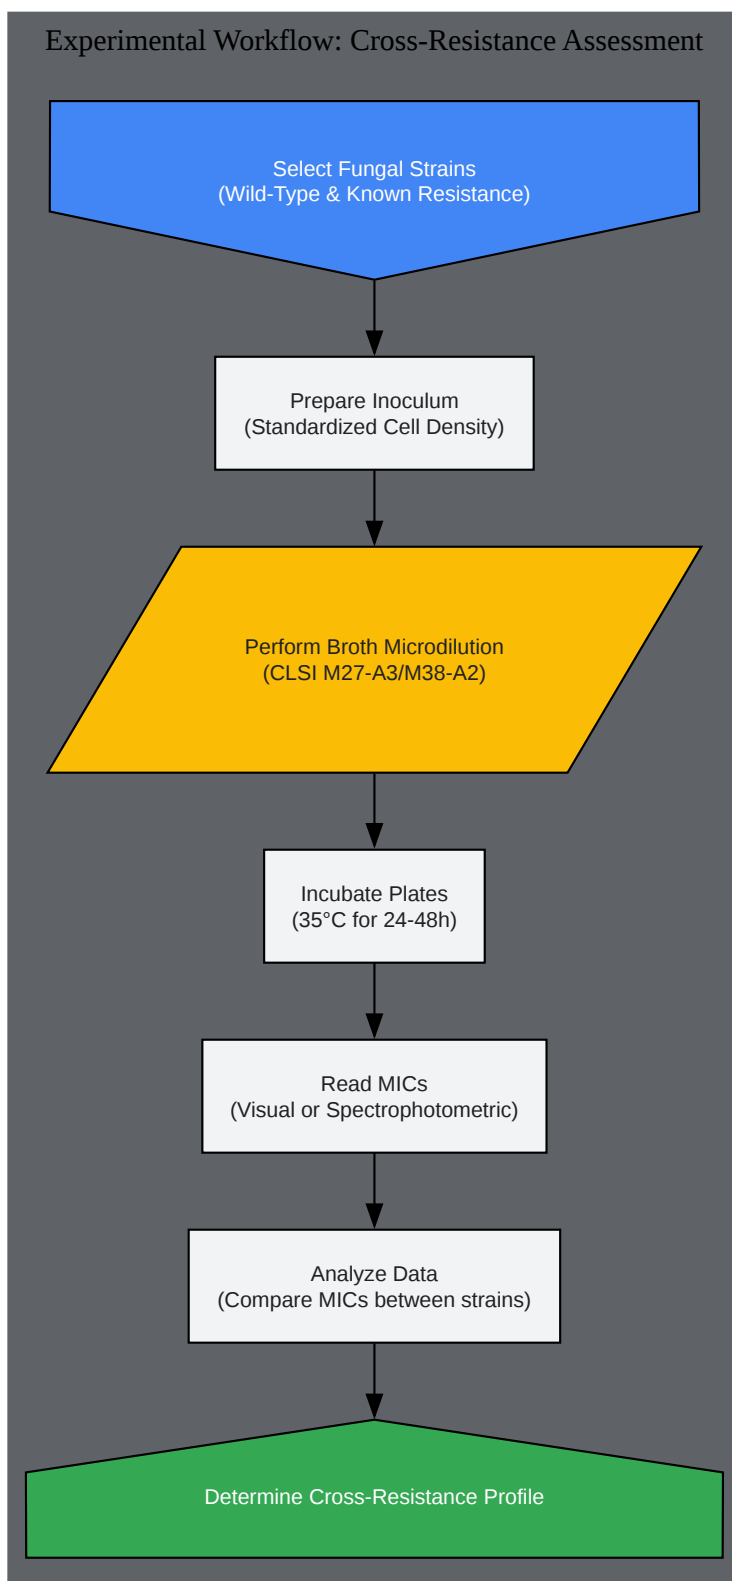 Experimental Workflow: Cross-Resistance Assessment
Select Fungal Strains
(Wild-Type & Known Resistance)
Prepare Inoculum
(Standardized Cell Density)
Perform Broth Microdilution
(CLSI M27-A3/M38-A2)
Incubate Plates
(35°C for 24-48h)
Read MICs
(Visual or Spectrophotometric)
Analyze Data
(Compare MICs between strains)
Determine Cross-Resistance Profile